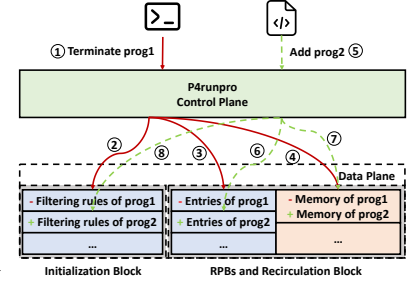 ① Terminate prog1
Add prog2 ⑤
P4runpro
Control Plane
② ⑧ ③ ⑥ ④ ⑦
Data Plane
- Filtering rules of prog1
+ Filtering rules of prog2
...
- Entries of prog1
+ Entries of prog2
...
- Memory of prog1
+ Memory of prog2
...
Initialization Block
RPBs and Recirculation Block